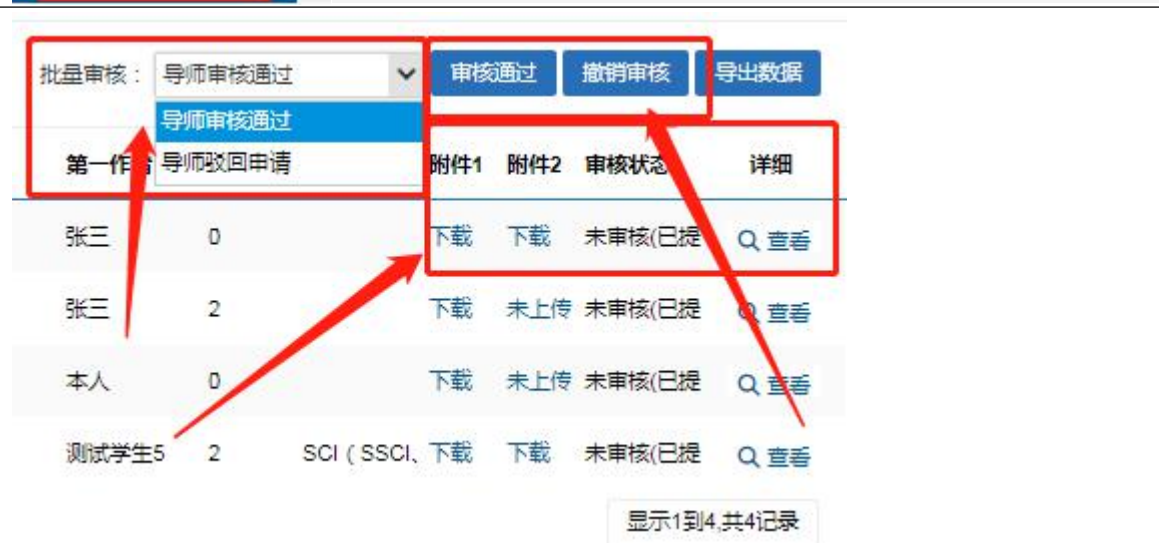 批量审核： 导师审核通过 审核通过 撤销审核 导出数据
导师审核通过
导师驳回申请
第一作 附件1 附件2 审核状态 详细
张三 0 下载 下载 未审核(已提 查看
张三 2 下载 未上传 未审核(已提 查看
本人 0 下载 未上传 未审核(已提 查看
测试学生5 2 SCI（SSCI、 下载 下载 未审核(已提 查看
显示1到4,共4记录